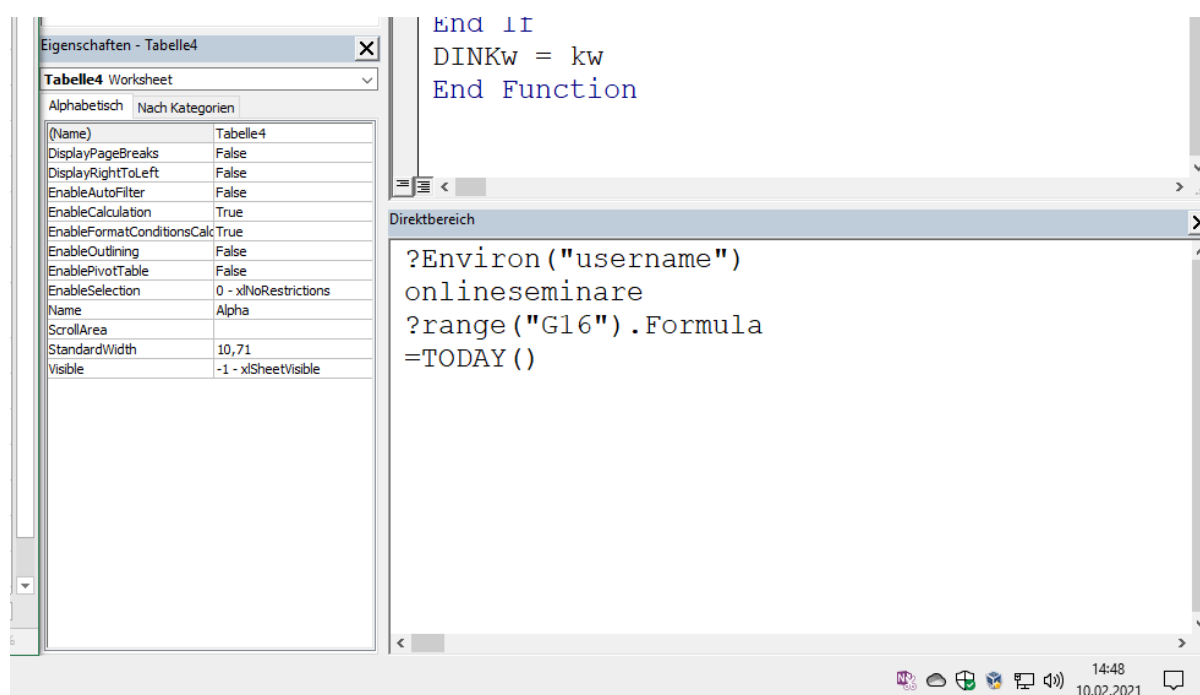 End If
DINKw = kw
End Function
Eigenschaften - Tabelle4
Tabelle4 Worksheet
Alphabetisch Nach Kategorien
(Name) Tabelle4
DisplayPageBreaks False
DisplayRightToLeft False
EnableAutoFilter False
EnableCalculation True
EnableFormatConditionsCalc True
EnableOutlining False
EnablePivotTable False
EnableSelection 0 - xlNoRestrictions
Name Alpha
ScrollArea
StandardWidth 10,71
Visible -1 - xlSheetVisible
Direktbereich
?Environ("username")
onlineseminare
?range("G16").Formula
=TODAY()
14:48
10.02.2021